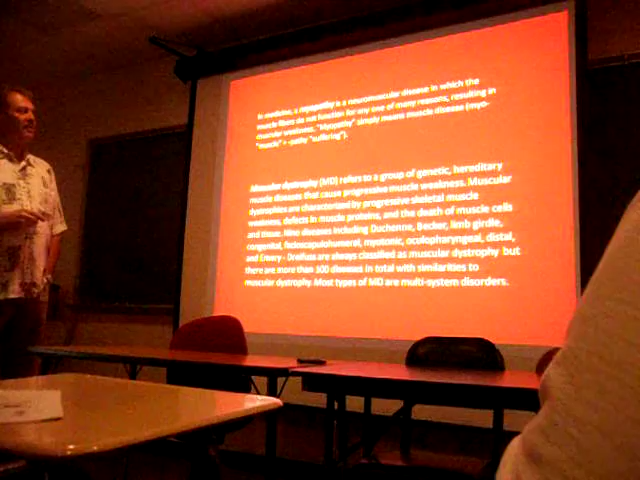 In medicine, a myopathy is a neuromuscular disease in which the
muscle fibers do not function for any one of many reasons, resulting in
muscular weakness. "Myopathy" simply means muscle disease (myo-
"muscle" + -pathy "suffering").
Muscular dystrophy (MD) refers to a group of genetic, hereditary
muscle diseases that cause progressive muscle weakness. Muscular
dystrophies are characterized by progressive skeletal muscle
weakness, defects in muscle proteins, and the death of muscle cells
and tissue. Nine diseases including Duchenne, Becker, limb girdle,
congenital, facioscapulohumeral, myotonic, oculopharyngeal, distal,
and Emery - Dreifuss are always classified as muscular dystrophy but
there are more than 100 diseases in total with similarities to
muscular dystrophy. Most types of MD are multi-system disorders.